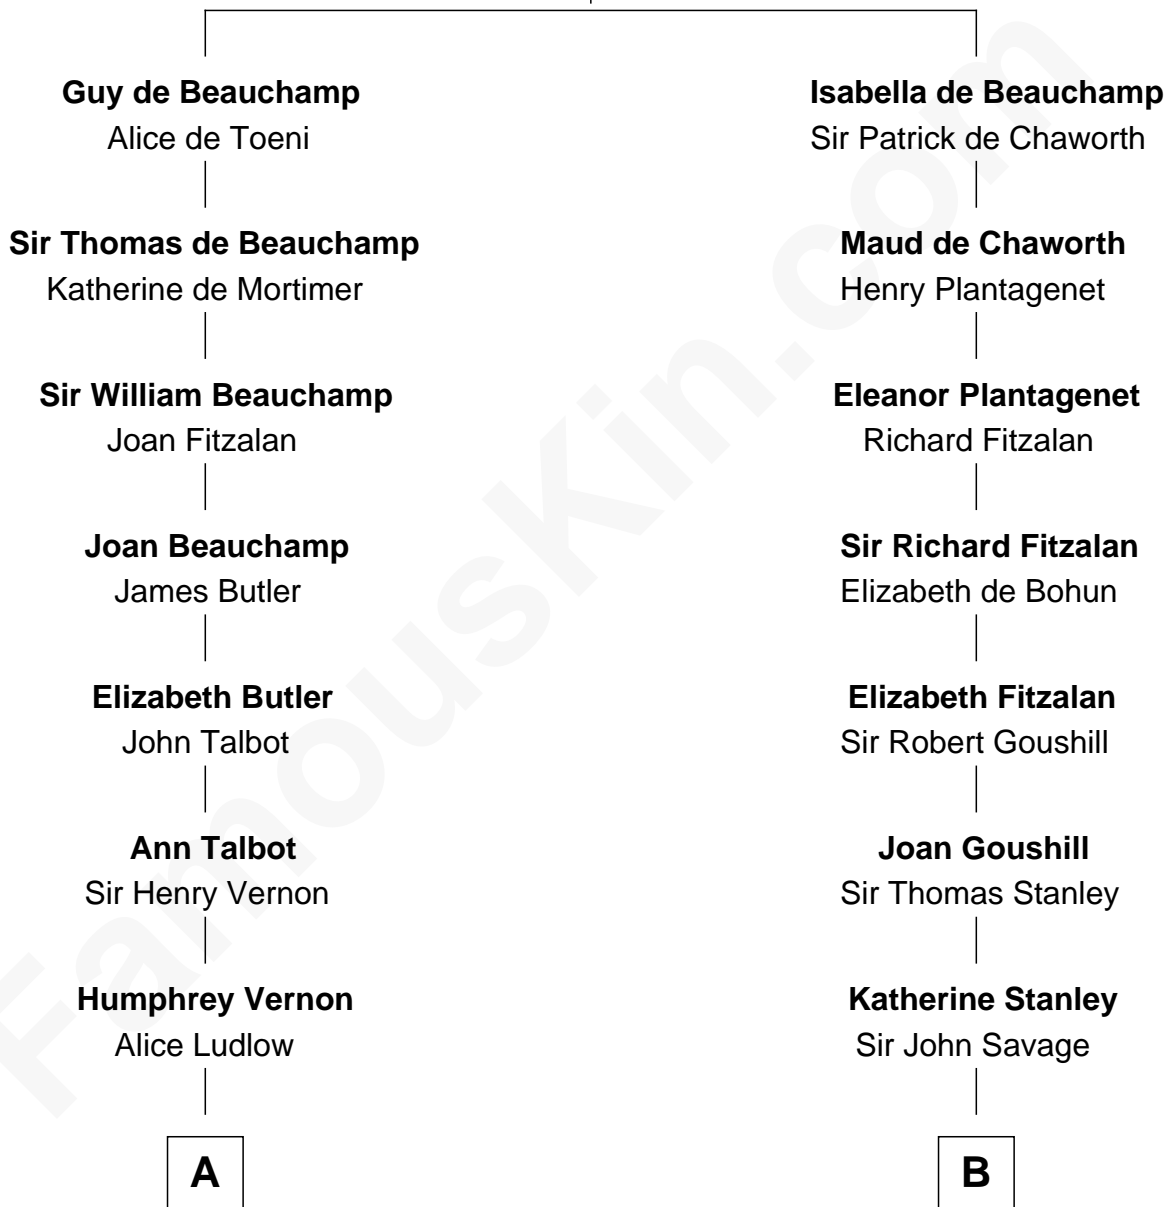 Guy de Beauchamp
Alice de Toeni
Sir Thomas de Beauchamp
Katherine de Mortimer
Sir William Beauchamp
Joan Fitzalan
Joan Beauchamp
James Butler
Elizabeth Butler
John Talbot
Ann Talbot
Sir Henry Vernon
Humphrey Vernon
Alice Ludlow
A
Isabella de Beauchamp
Sir Patrick de Chaworth
Maud de Chaworth
Henry Plantagenet
Eleanor Plantagenet
Richard Fitzalan
Sir Richard Fitzalan
Elizabeth de Bohun
Elizabeth Fitzalan
Sir Robert Goushill
Joan Goushill
Sir Thomas Stanley
Katherine Stanley
Sir John Savage
B
FamousKin.com